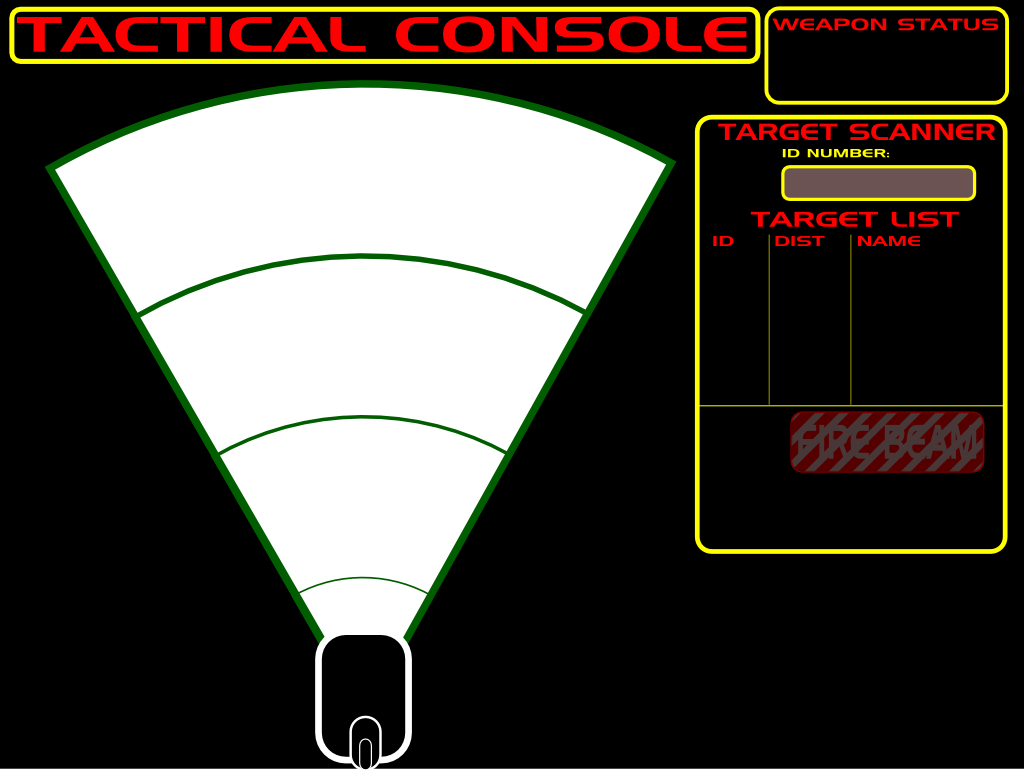 TACTICAL CONSOLE
WEAPON STATUS
TARGET SCANNER
ID NUMBER:
TARGET LIST
ID DIST NAME
FIRE BEAM